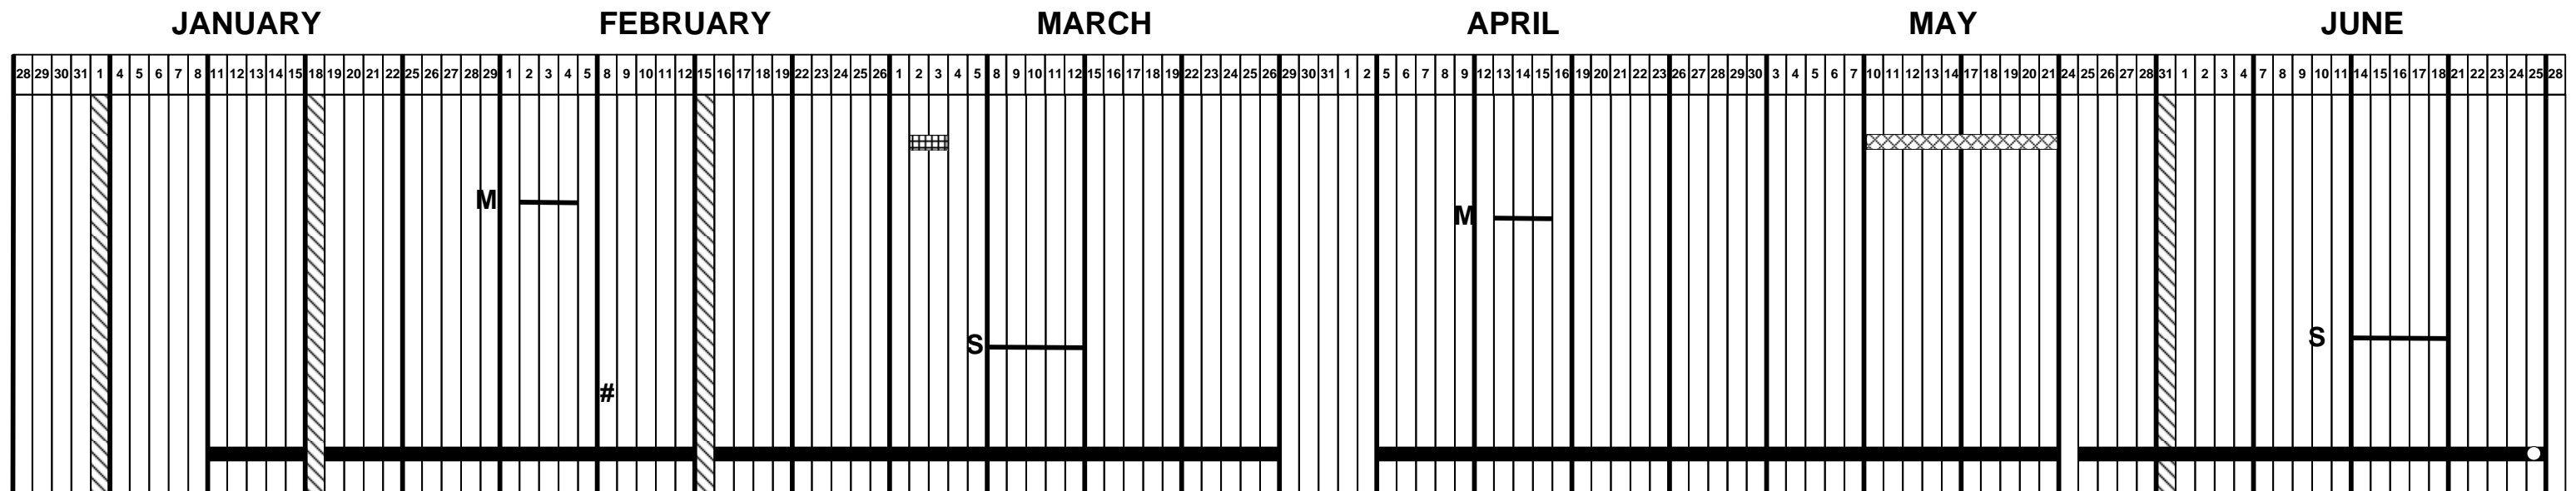 JANUARY FEBRUARY MARCH APRIL MAY JUNE
28 29 30 31 1 4 5 6 7 8 11 12 13 14 15 18 19 20 21 22 25 26 27 28 29 1 2 3 4 5 8 9 10 11 12 15 16 17 18 19 22 23 24 25 26 1 2 3 4 5 8 9 10 11 12 15 16 17 18 19 22 23 24 25 26 29 30 31 1 2 5 6 7 8 9 12 13 14 15 16 19 20 21 22 23 26 27 28 29 30 3 4 5 6 7 10 11 12 13 14 17 18 19 20 21 24 25 26 27 28 31 1 2 3 4 7 8 9 10 11 14 15 16 17 18 21 22 23 24 25 28
M M
S S
#